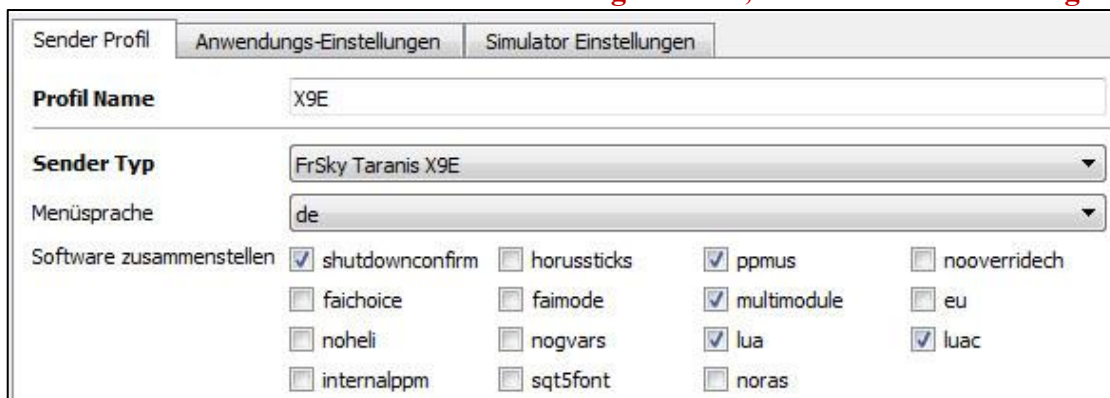 Sender Profil Anwendungs-Einstellungen Simulator Einstellungen
Profil Name X9E
Sender Typ FrSky Taranis X9E
Menüsprache de
Software zusammenstellen shutdownconfirm horussticks ppmus nooverridech
faichoice faimode multimodule eu
noheli nogvars lua luac
internalppm sqt5font noras